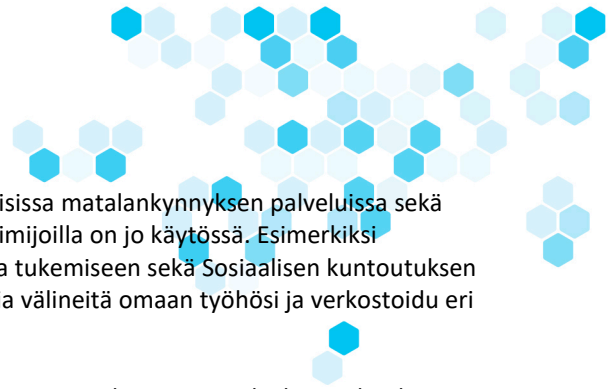 isissa matalankynnyksen palveluissa sekä
imijoilla on jo käytössä. Esimerkiksi
a tukemiseen sekä Sosiaalisen kuntoutuksen
ia välineitä omaan työhösi ja verkostoidu eri